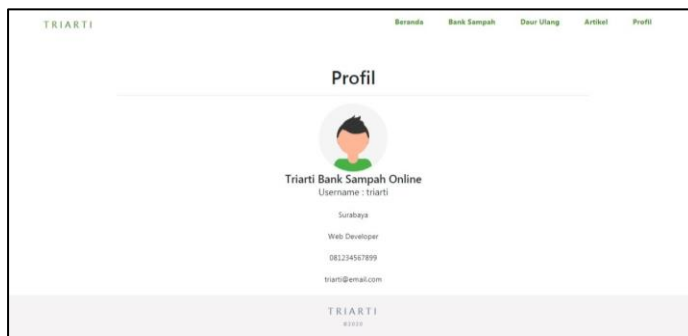 TRIARTI
Beranda Bank Sampah Daur Ulang Artikel Profil
Profil
Triarti Bank Sampah Online
Username : triarti
Surabaya
Web Developer
081234567899
triarti@email.com
TRIARTI
©2020